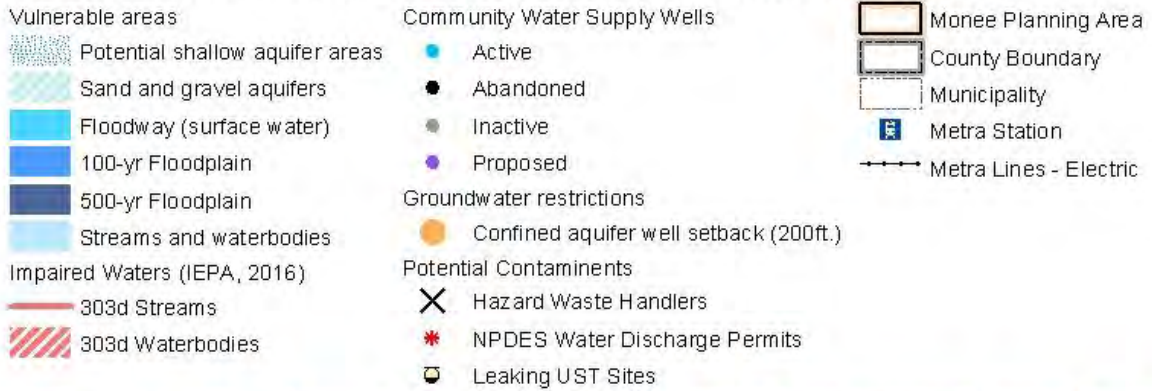 Vulnerable areas
Potential shallow aquifer areas
Sand and gravel aquifers
Floodway (surface water)
100-yr Floodplain
500-yr Floodplain
Streams and waterbodies
Impaired Waters (IEPA, 2016)
303d Streams
303d Waterbodies
Community Water Supply Wells
Active
Abandoned
Inactive
Proposed
Groundwater restrictions
Confined aquifer well setback (200ft.)
Potential Contaminents
Hazard Waste Handlers
NPDES Water Discharge Permits
Leaking UST Sites
Monee Planning Area
County Boundary
Municipality
Metra Station
Metra Lines - Electric